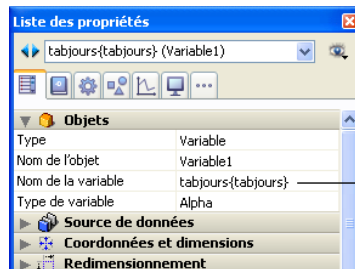 Liste des propriétés
tabjours{tabjours} (Variable1)
Objets
Type Variable
Nom de l'objet Variable1
Nom de la variable tabjours{tabjours}
Type de variable Alpha
Source de données
Coordonnées et dimensions
Redimensionnement